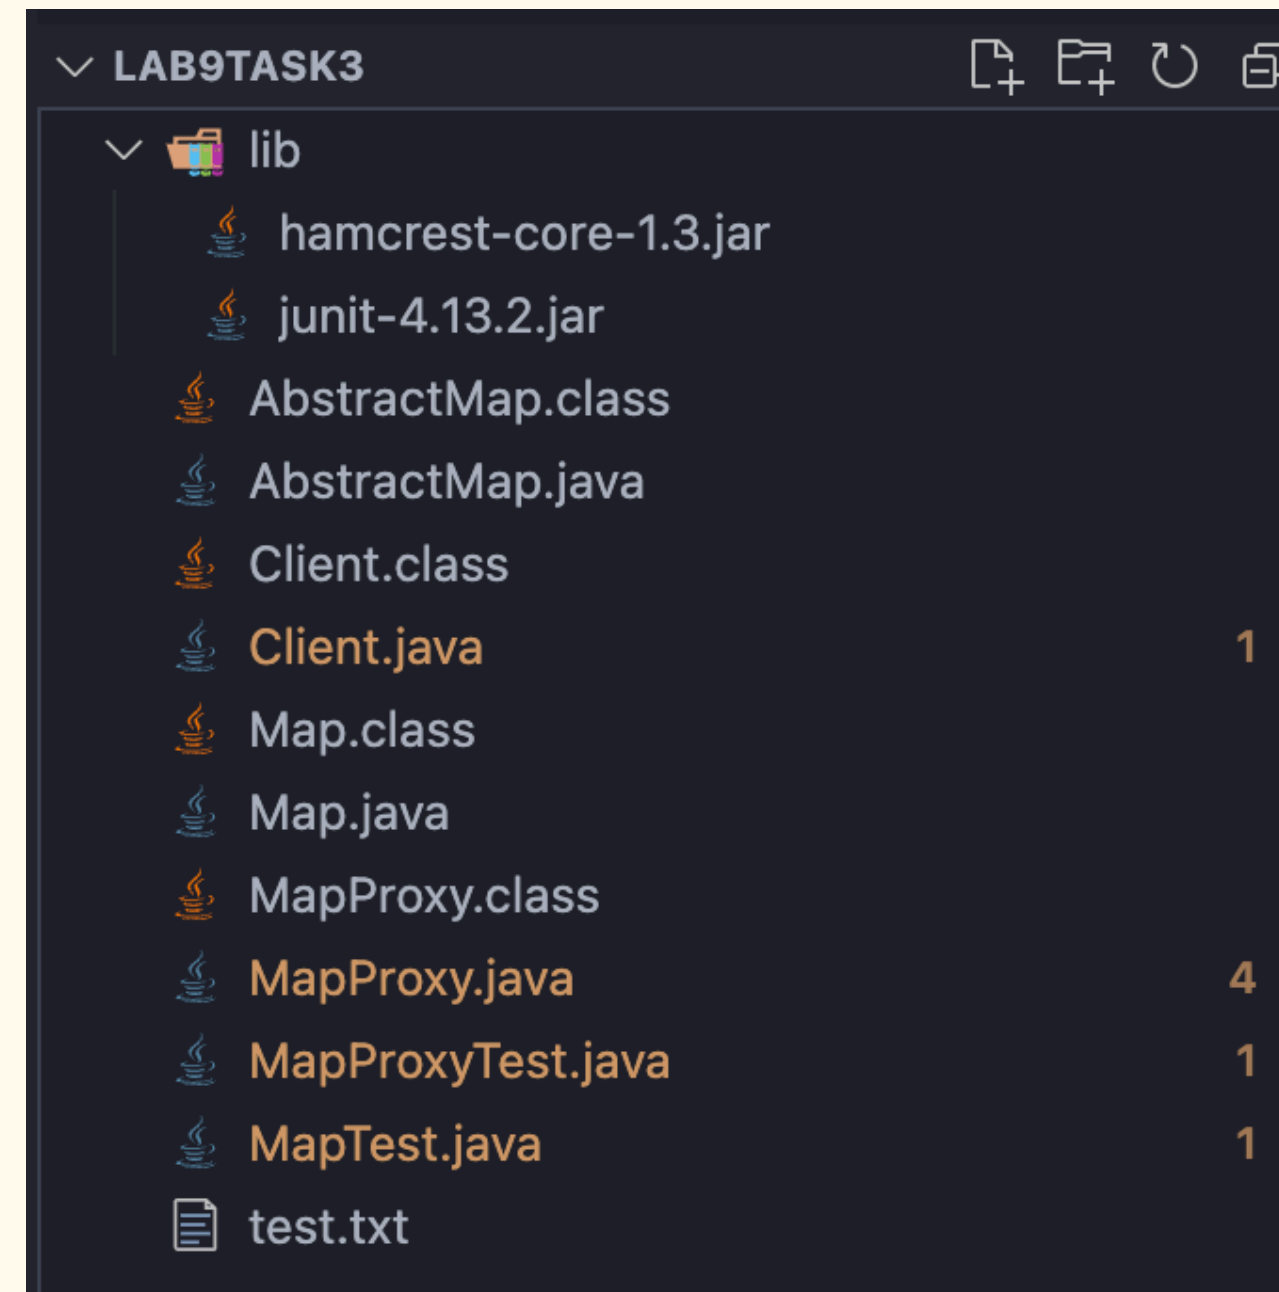 LAB9TASK3
lib
hamcrest-core-1.3.jar
junit-4.13.2.jar
AbstractMap.class
AbstractMap.java
Client.class
Client.java 1
Map.class
Map.java
MapProxy.class
MapProxy.java 4
MapProxyTest.java 1
MapTest.java 1
test.txt